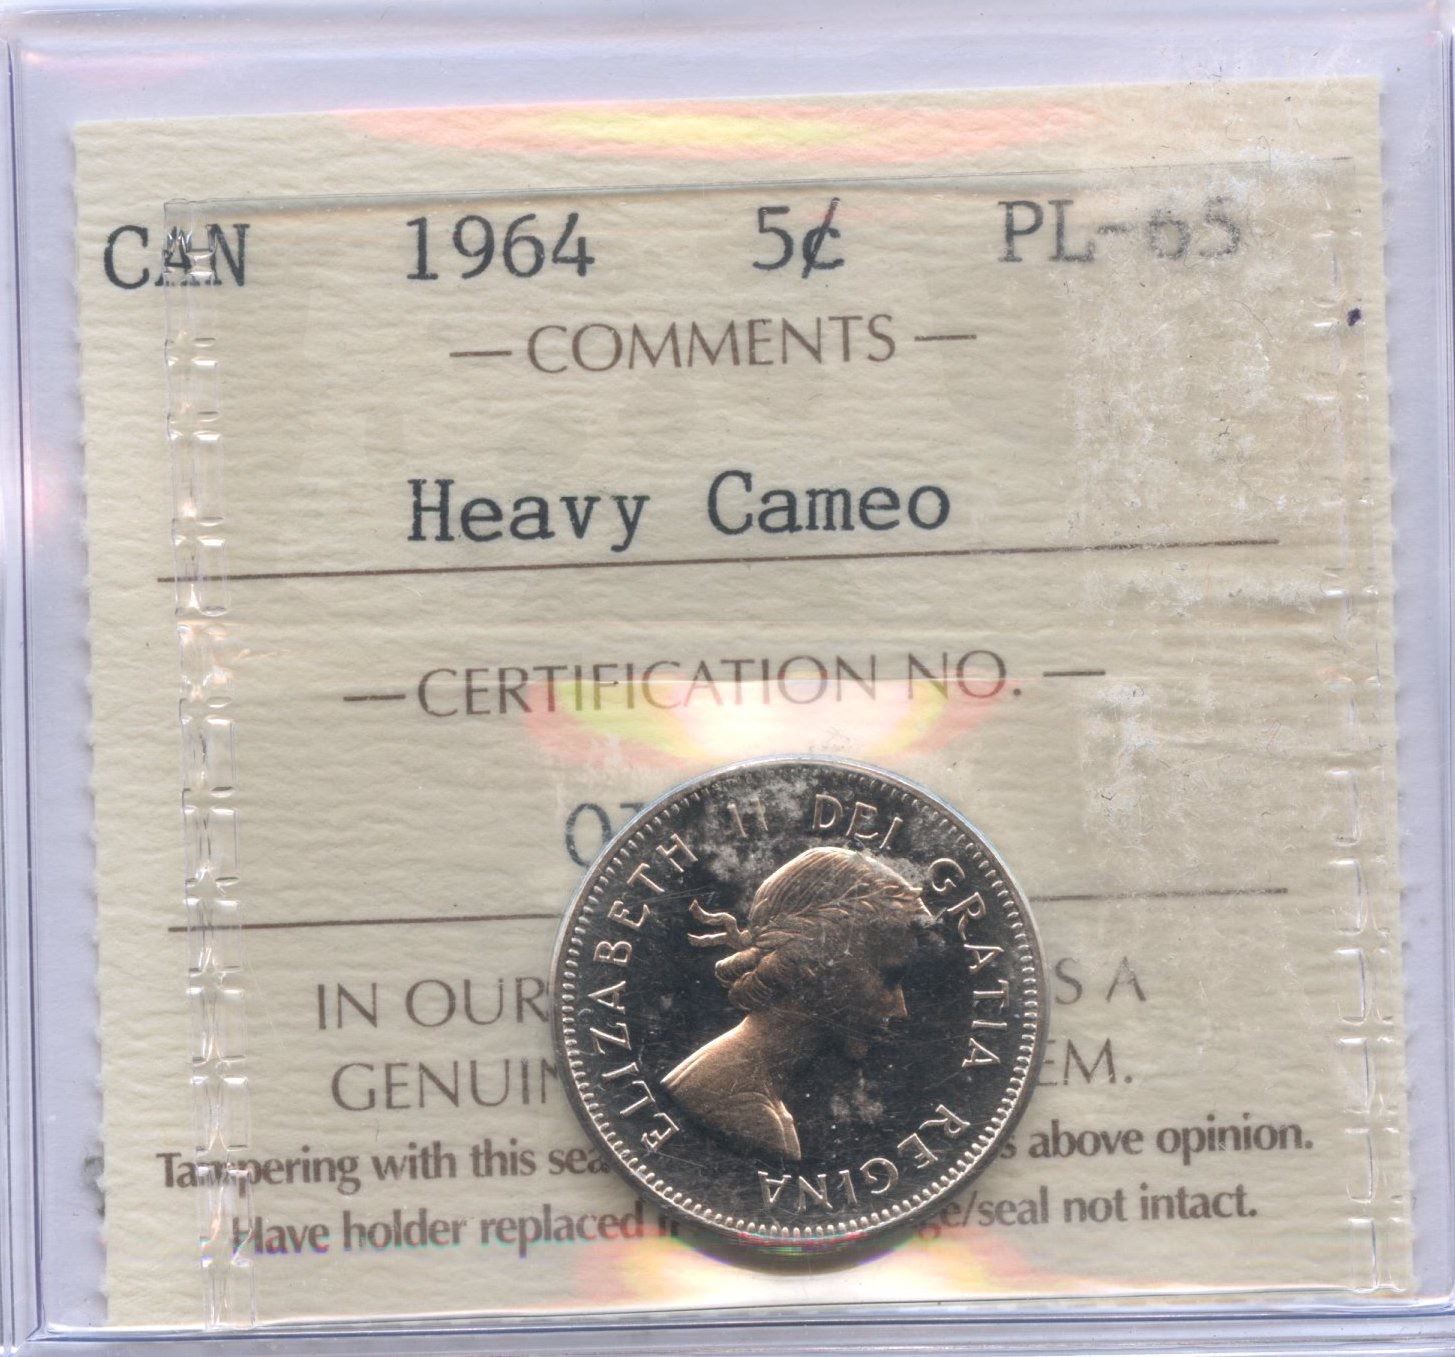 CAN 1964 5¢ PL-65
— COMMENTS —
Heavy Cameo
— CERTIFICATION NO. —
IN OUR S A
GENUIN EM.
Tampering with this sea s above opinion.
Have holder replaced i ge/seal not intact.
ELIZABETH II DEI GRATIA REGINA